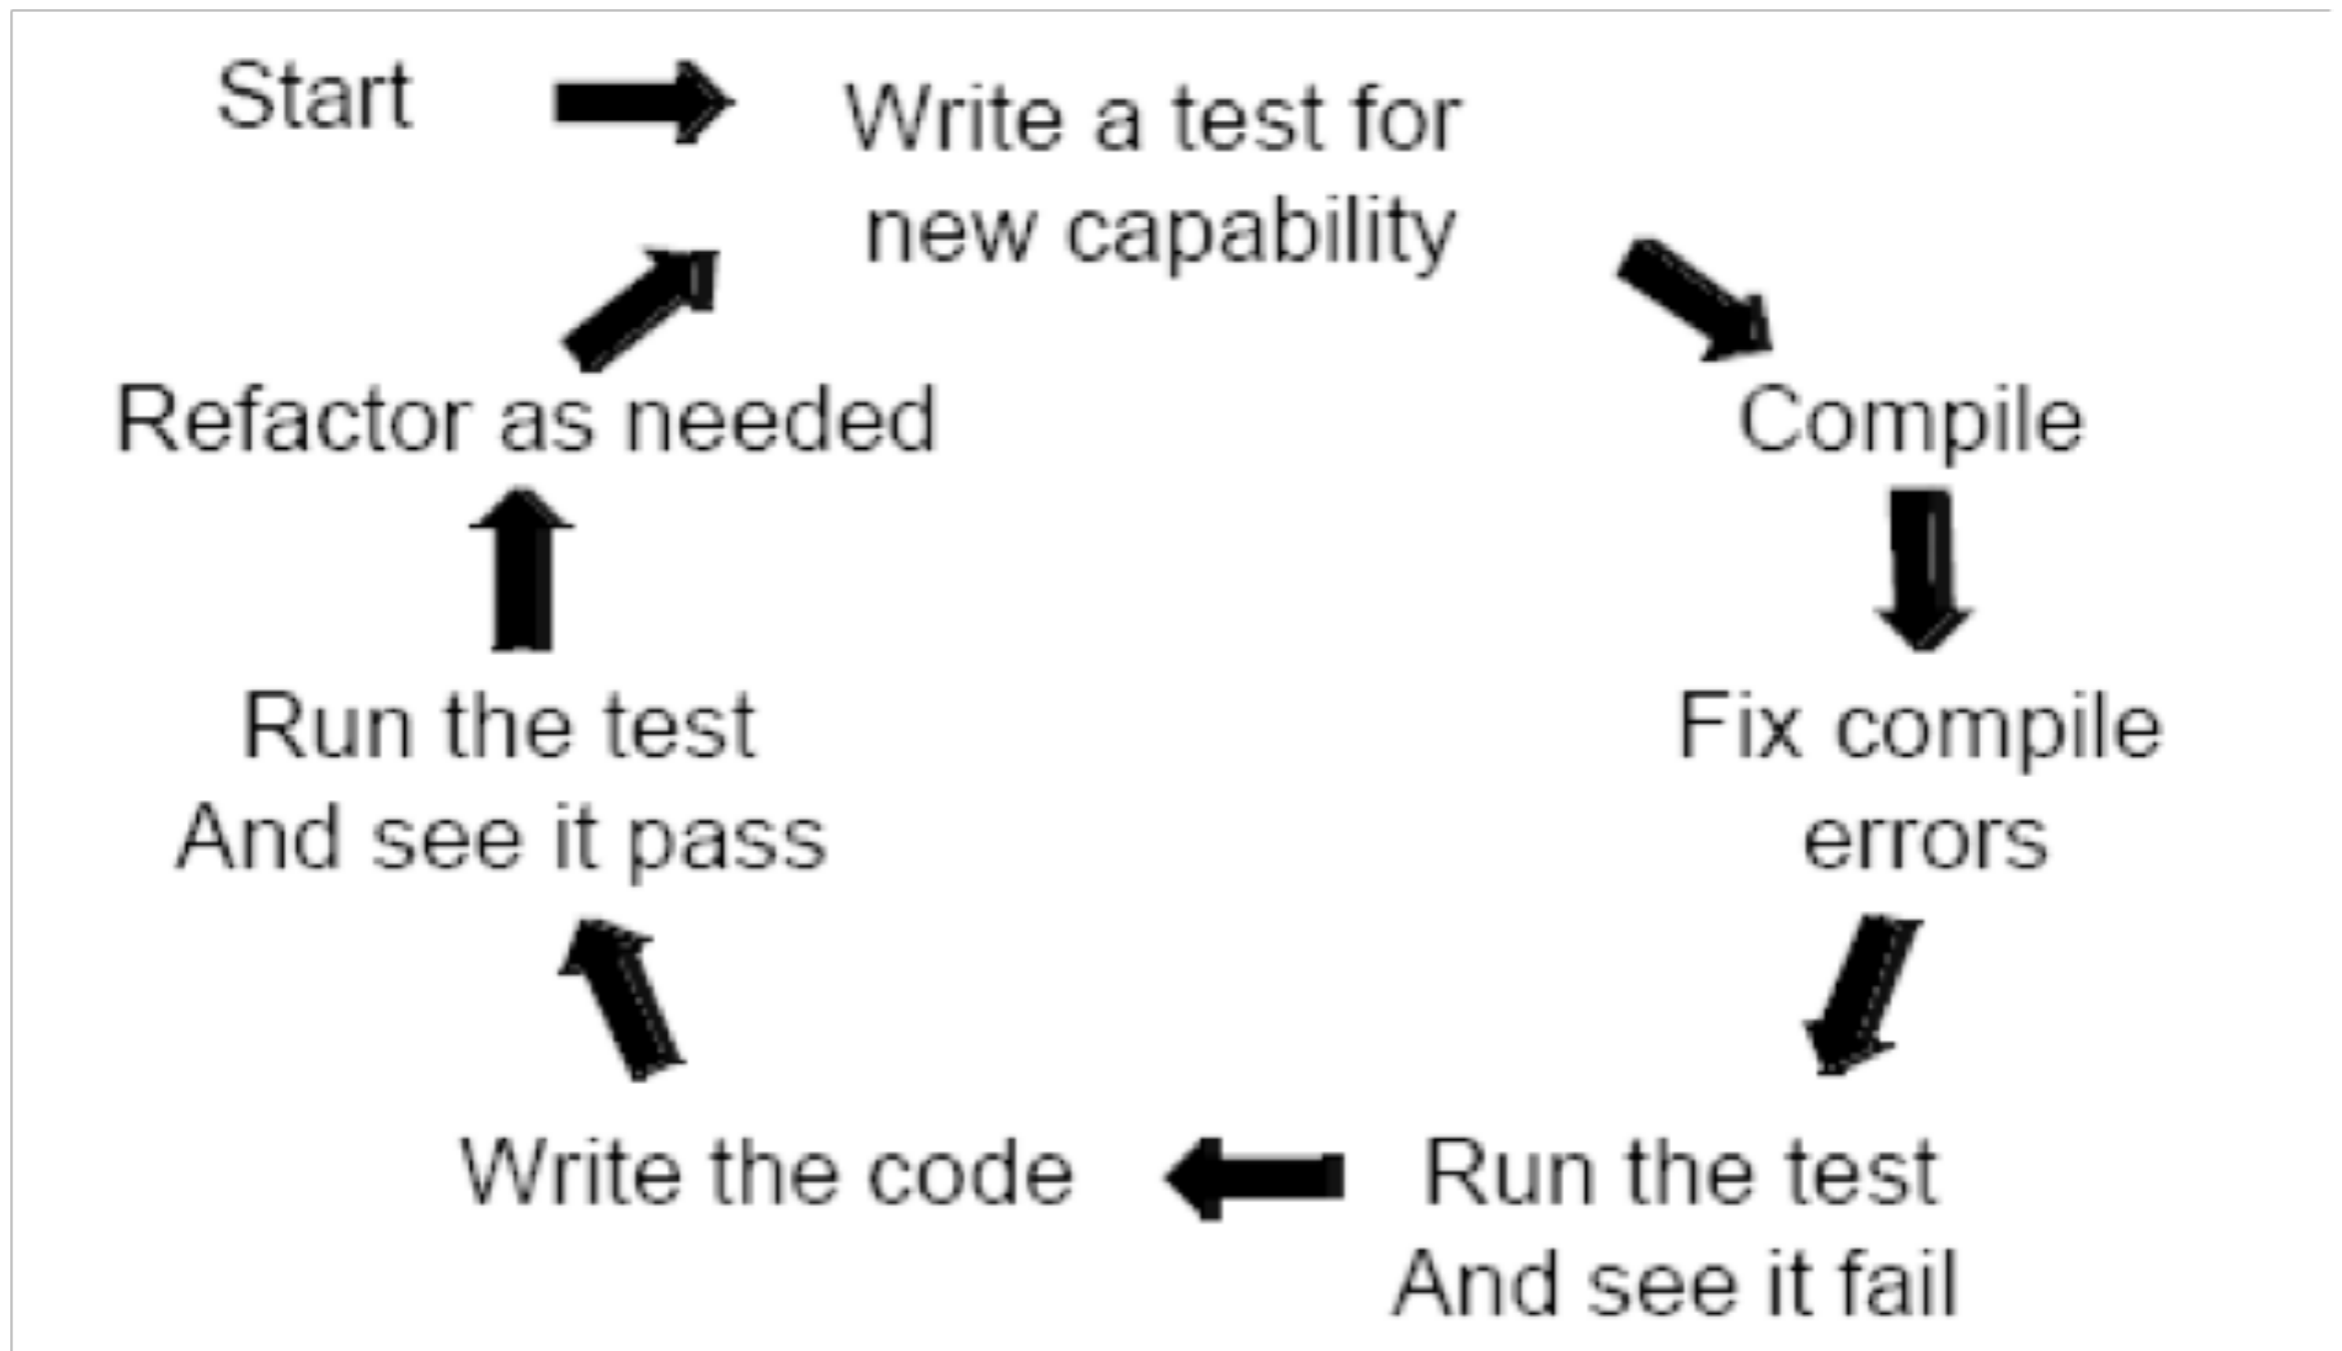 Start
Write a test for
new capability
Compile
Fix compile
errors
Run the test
And see it fail
Write the code
Run the test
And see it pass
Refactor as needed